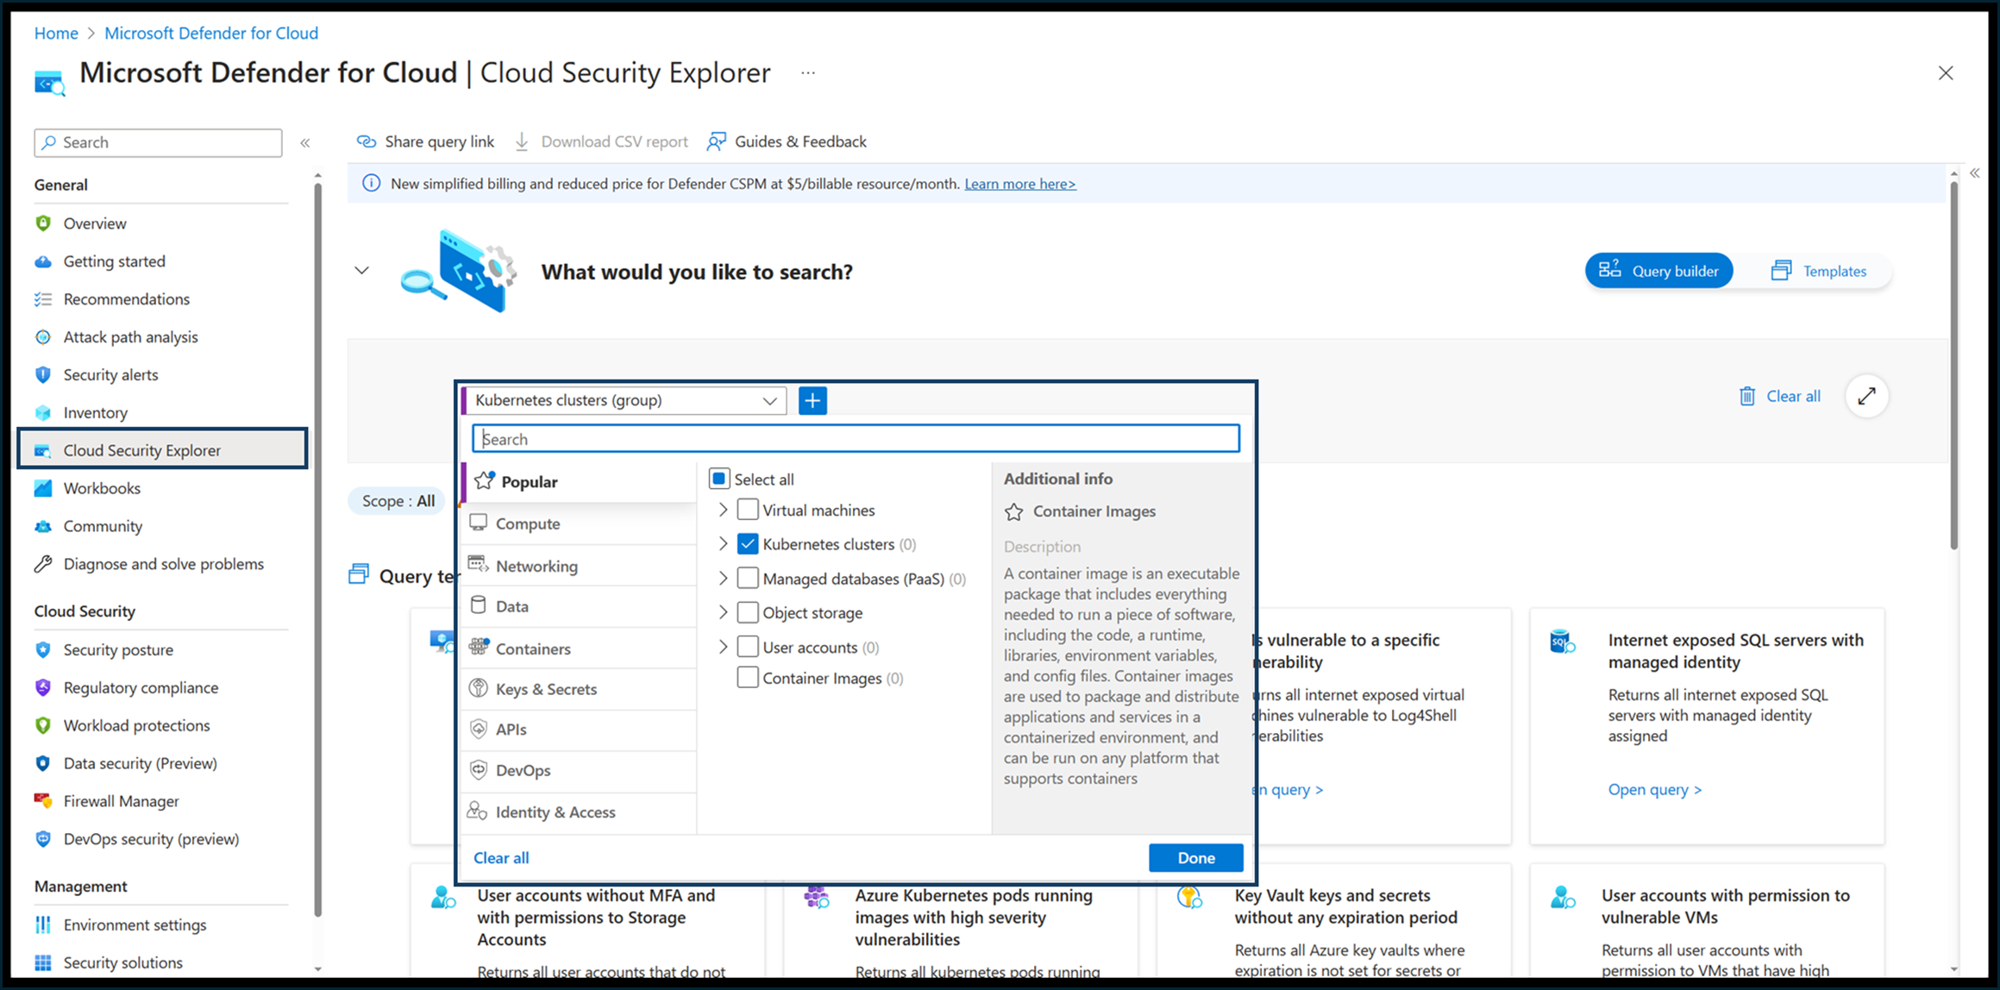 Home > Microsoft Defender for Cloud
Microsoft Defender for Cloud | Cloud Security Explorer ...
Search
«
General
Overview
Getting started
Recommendations
Attack path analysis
Security alerts
Inventory
Cloud Security Explorer
Workbooks
Community
Diagnose and solve problems
Cloud Security
Security posture
Regulatory compliance
Workload protections
Data security (Preview)
Firewall Manager
DevOps security (preview)
Management
Environment settings
Security solutions
Share query link
Download CSV report
Guides & Feedback
New simplified billing and reduced price for Defender CSPM at $5/billable resource/month. Learn more here>
«
What would you like to search?
Query builder
Templates
Clear all
Scope : All
Kubernetes clusters (group)
Search
Popular
Compute
Networking
Data
Containers
Keys & Secrets
APIs
DevOps
Identity & Access
Select all
Virtual machines
Kubernetes clusters (0)
Managed databases (PaaS) (0)
Object storage
User accounts (0)
Container Images (0)
Additional info
Container Images
Description
A container image is an executable
package that includes everything
needed to run a piece of software,
including the code, a runtime,
libraries, environment variables,
and config files. Container images
are used to package and distribute
applications and services in a
containerized environment, and
can be run on any platform that
supports containers
Clear all
Done
Query
vulnerable to a specific
Returns all internet exposed virtual
vulnerable to Log4Shell
query >
SQL
Internet exposed SQL servers with
managed identity
Returns all internet exposed SQL
servers with managed identity
assigned
Open query >
User accounts without MFA and
with permissions to Storage
Accounts
Returns all user accounts that do not
Azure Kubernetes pods running
images with high severity
vulnerabilities
Returns all kubernetes pods running
Key Vault keys and secrets
without any expiration period
Returns all Azure key vaults where
expiration is not set for secrets or
User accounts with permission to
vulnerable VMs
Returns all user accounts with
permission to VMs that have high